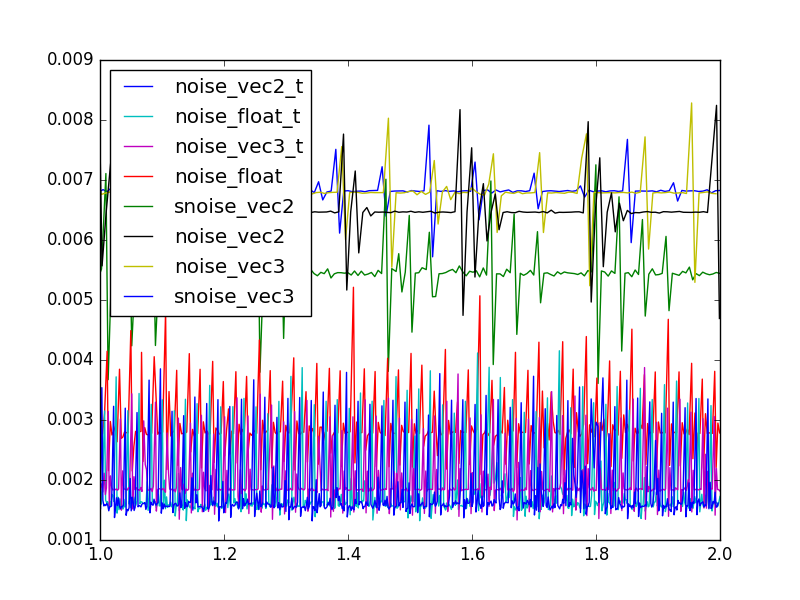 0.009
0.008
0.007
0.006
0.005
0.004
0.003
0.002
0.001
noise_vec2_t
noise_float_t
noise_vec3_t
noise_float
snoise_vec2
noise_vec2
noise_vec3
snoise_vec3
1.0 1.2 1.4 1.6 1.8 2.0